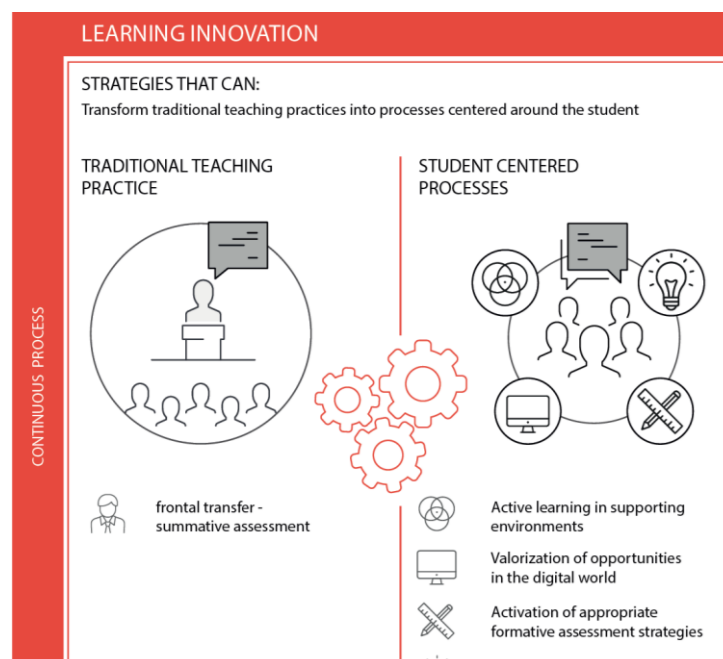 LEARNING INNOVATION
STRATEGIES THAT CAN:
Transform traditional teaching practices into processes centered around the student
TRADITIONAL TEACHING
PRACTICE
STUDENT CENTERED
PROCESSES
CONTINUOUS PROCESS
frontal transfer -
summative assessment
Active learning in supporting
environments
Valorization of opportunities
in the digital world
Activation of appropriate
formative assessment strategies